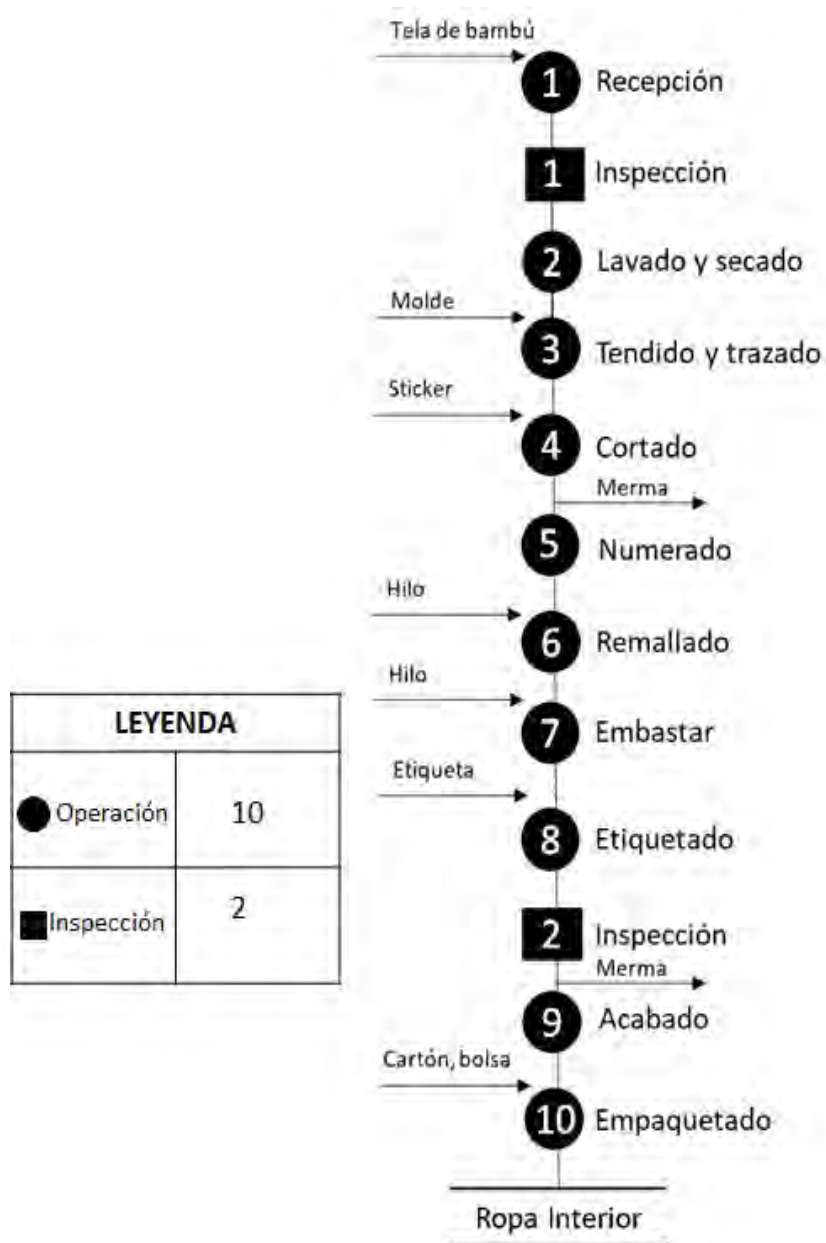 Tela de bambú
1 Recepción
1 Inspección
2 Lavado y secado
Molde
3 Tendido y trazado
Sticker
4 Cortado
Merma
5 Numerado
Hilo
6 Remallado
Hilo
7 Embastar
Etiqueta
8 Etiquetado
2 Inspección
Merma
9 Acabado
Cartón, bolsa
10 Empaquetado
Ropa Interior
LEYENDA
Operación 10
Inspección 2